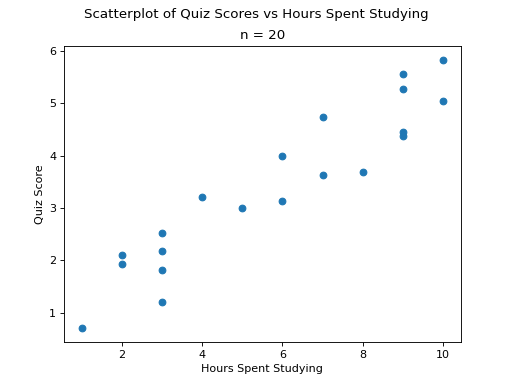 Scatterplot of Quiz Scores vs Hours Spent Studying
n = 20
6
5
4
3
2
1
Quiz Score
2 4 6 8 10
Hours Spent Studying